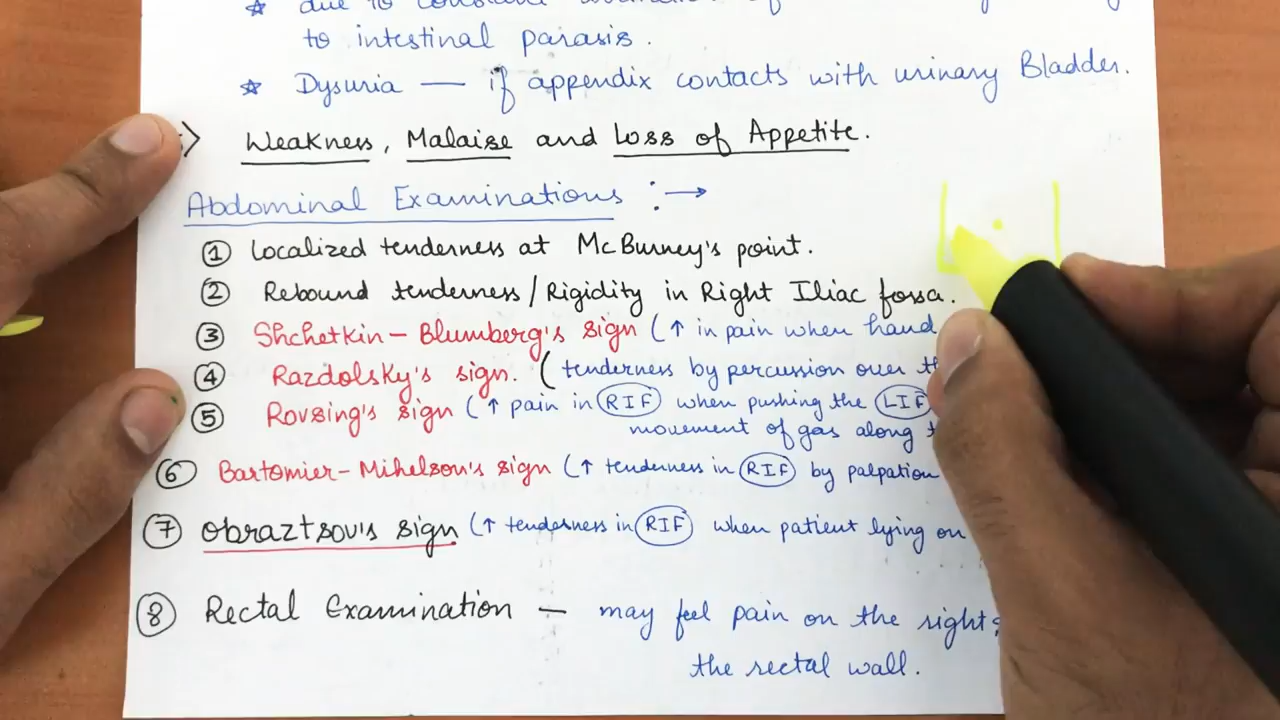 ☆ due to
to intestinal parasis.
☆ Dysuria — if appendix contacts with urinary Bladder.
> Weakness, Malaise and Loss of Appetite.
Abdominal Examinations :→
① Localized tenderness at McBurney's point.
② Rebound tenderness/Rigidity in Right Iliac fossa.
③ Shchetkin-Blumberg's sign (↑ in pain when hand
④ Razdolsky's sign. (tenderness by percussion over
⑤ Rovsing's sign (↑ pain in RIF when pushing the LIF
movement of gas along
⑥ Bartomier-Mihelson's sign (↑ tenderness in RIF by palpation
⑦ Obraztsov's sign (↑ tenderness in RIF when patient lying on
⑧ Rectal Examination — may feel pain on the right
the rectal wall.